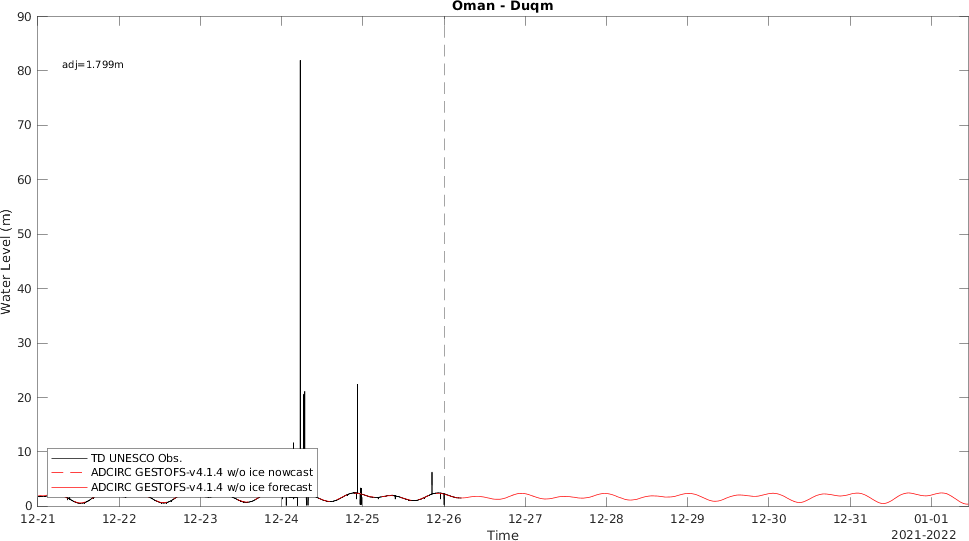 Oman - Duqm
90
80
70
60
50
40
30
20
10
0
Water Level (m)
adj=1.799m
TD UNESCO Obs.
ADCIRC GESTOFS-v4.1.4 w/o ice nowcast
ADCIRC GESTOFS-v4.1.4 w/o ice forecast
12-21 12-22 12-23 12-24 12-25 12-26 12-27 12-28 12-29 12-30 12-31 01-01
Time
2021-2022